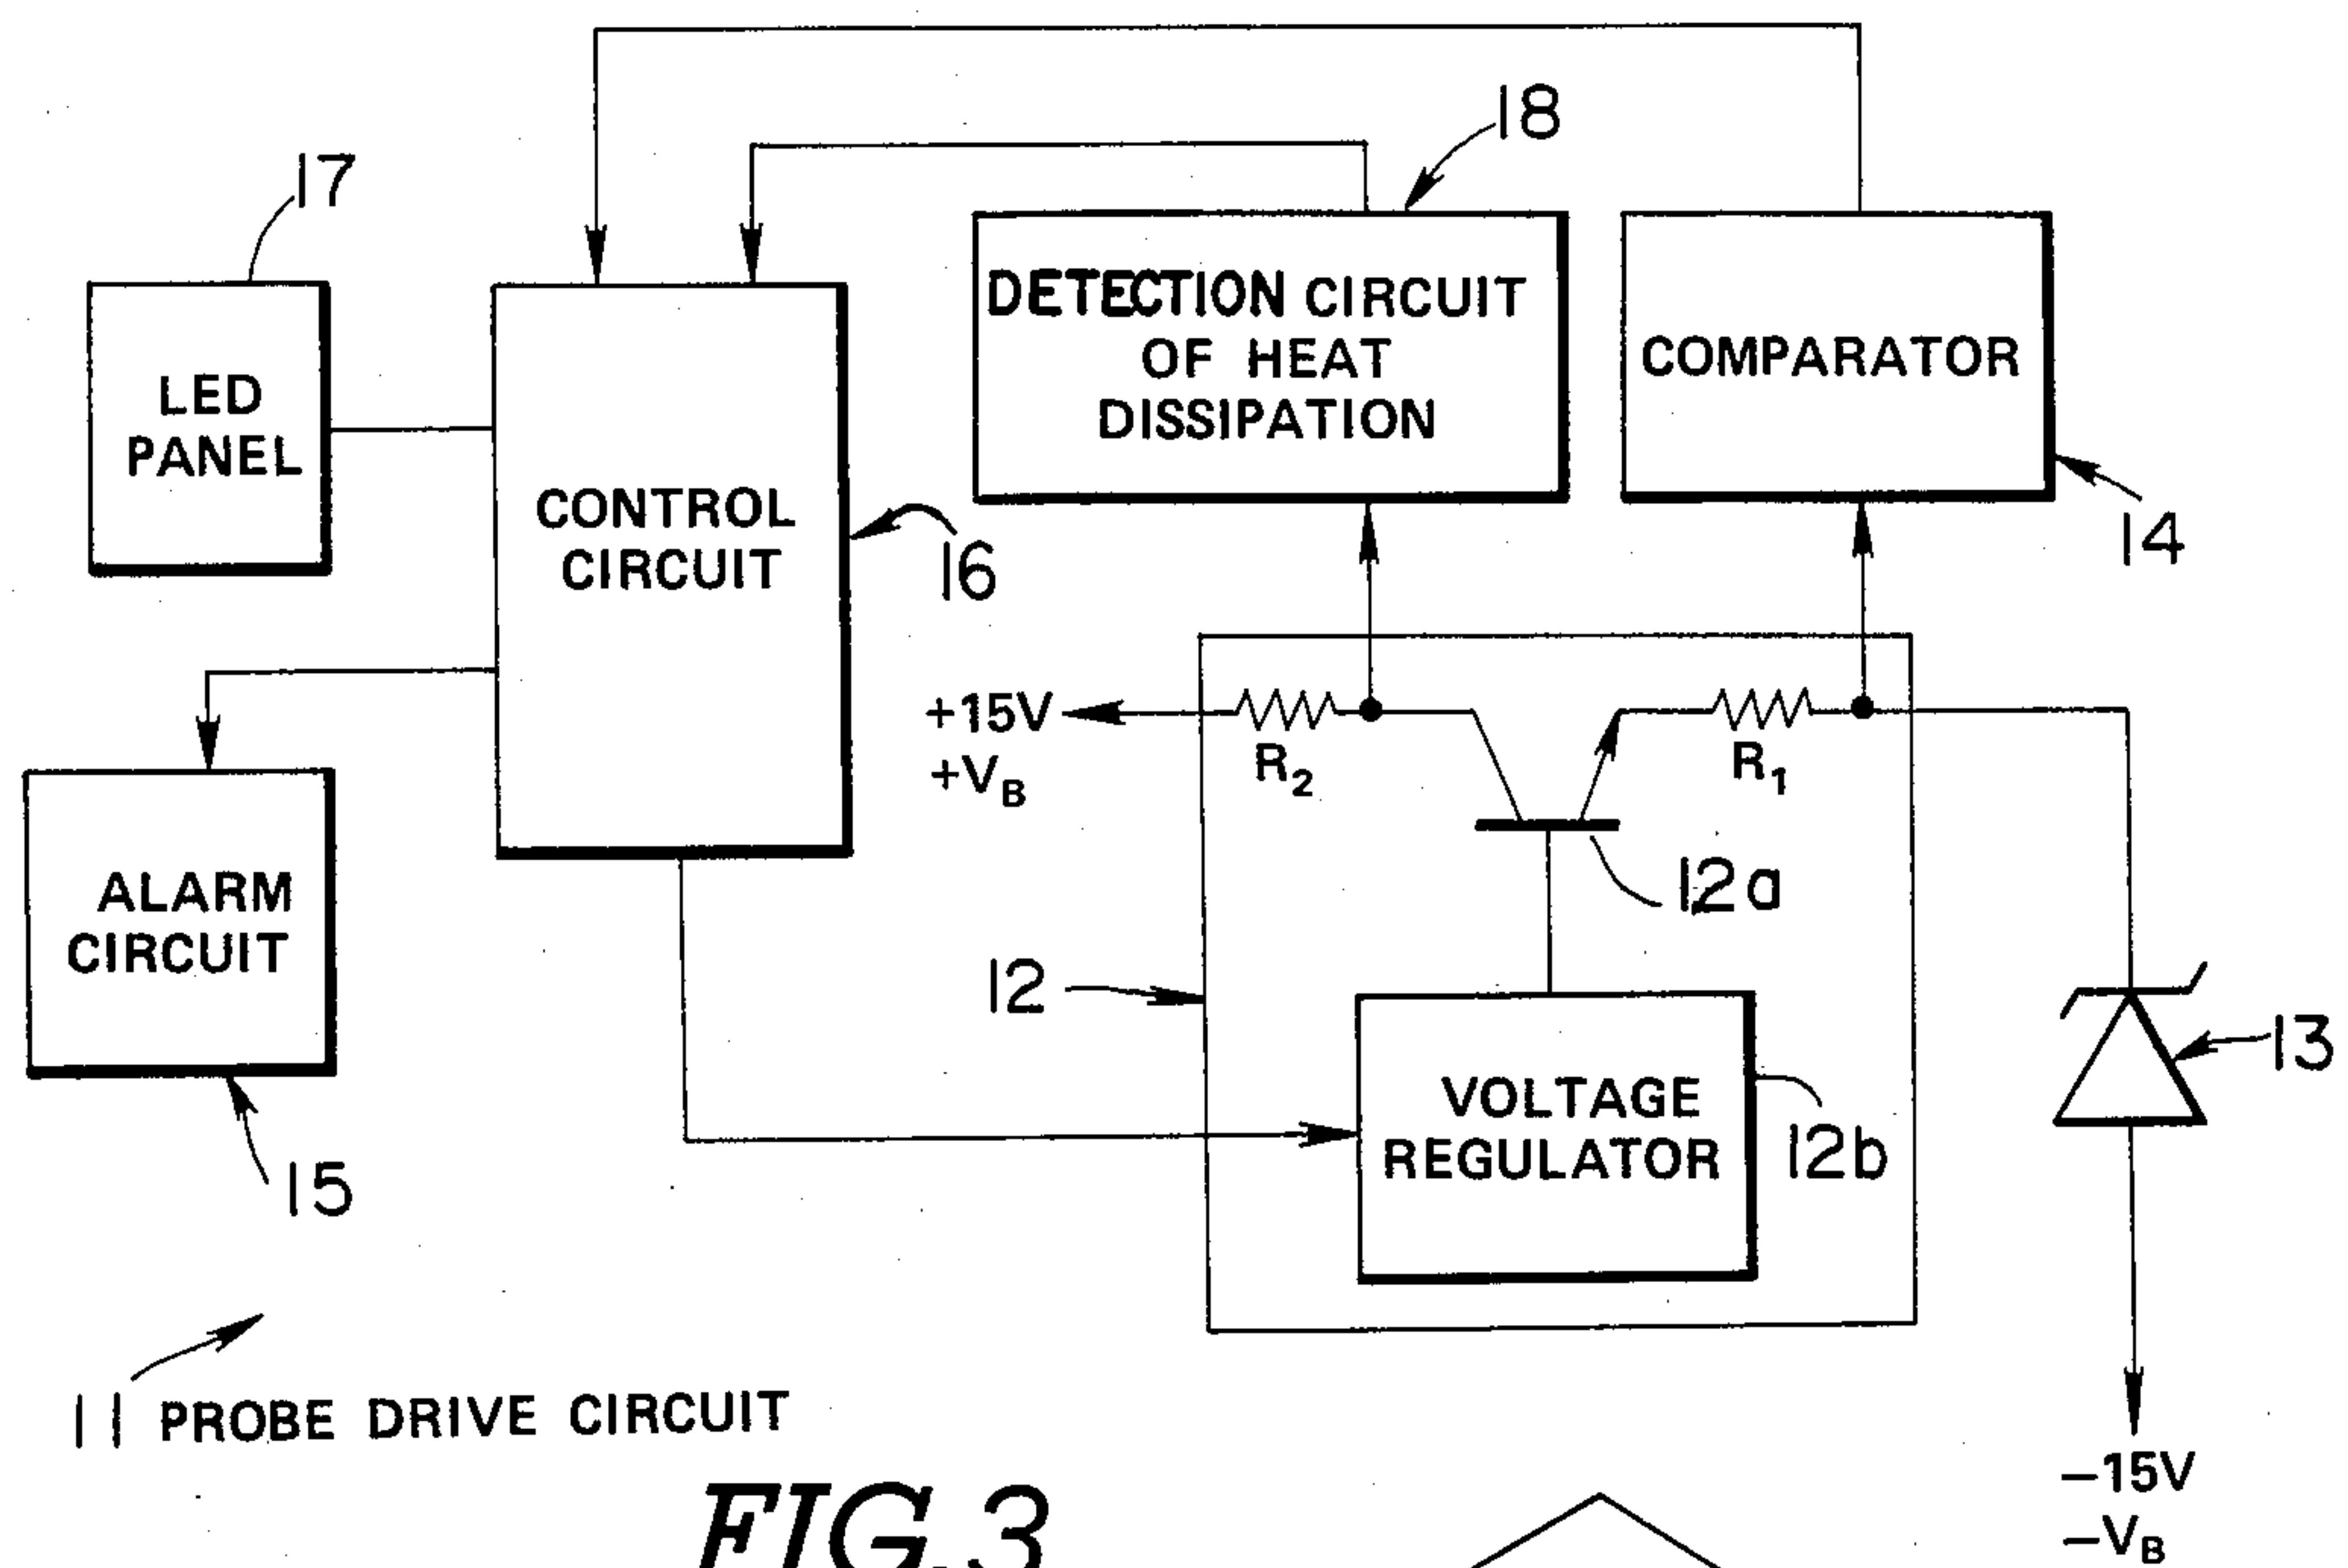 18
17
DETECTION CIRCUIT
OF HEAT
DISSIPATION
COMPARATOR
LED
PANEL
CONTROL
CIRCUIT
16
14
+15V
+VB
R2
R1
12a
ALARM
CIRCUIT
12
13
VOLTAGE
REGULATOR
12b
15
11 PROBE DRIVE CIRCUIT
-15V
-VB
FIG.3